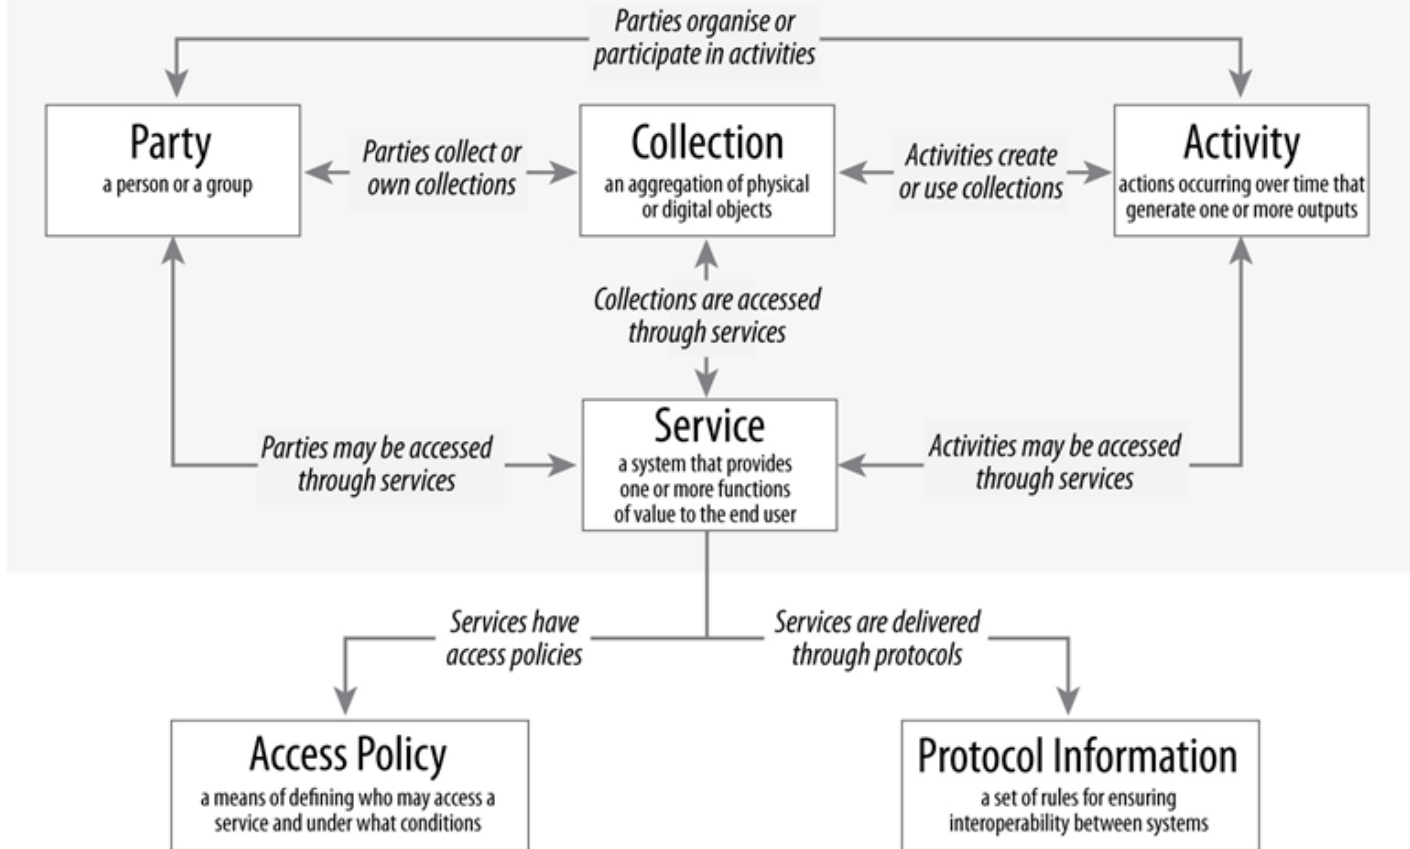 Parties organise or
participate in activities
Party
a person or a group
Parties collect or
own collections
Collection
an aggregation of physical
or digital objects
Activities create
or use collections
Activity
actions occurring over time that
generate one or more outputs
Collections are accessed
through services
Parties may be accessed
through services
Service
a system that provides
one or more functions
of value to the end user
Activities may be accessed
through services
Services have
access policies
Services are delivered
through protocols
Access Policy
a means of defining who may access a
service and under what conditions
Protocol Information
a set of rules for ensuring
interoperability between systems